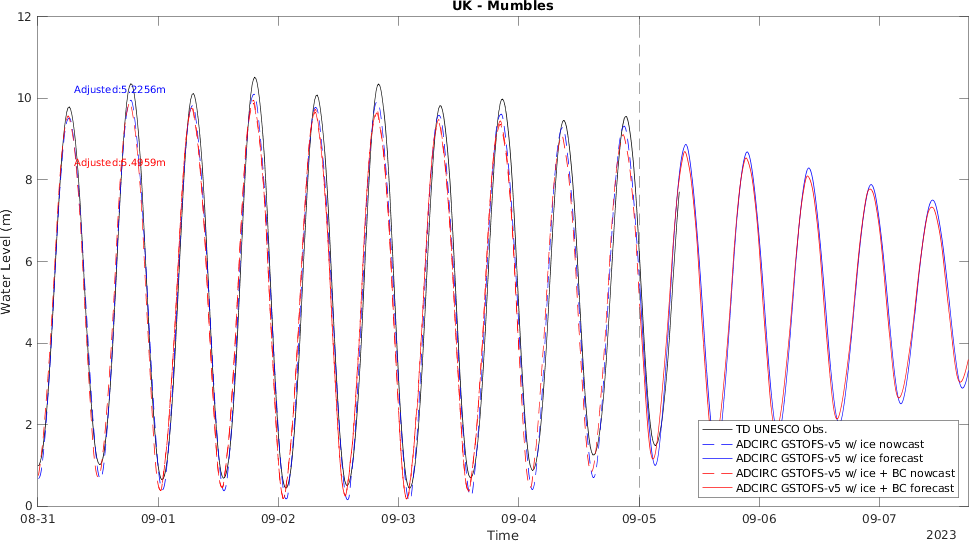 UK - Mumbles
12
10
8
6
4
2
0
Water Level (m)
Adjusted:5.2256m
Adjusted:5.4959m
TD UNESCO Obs.
ADCIRC GSTOFS-v5 w/ ice nowcast
ADCIRC GSTOFS-v5 w/ ice forecast
ADCIRC GSTOFS-v5 w/ ice + BC nowcast
ADCIRC GSTOFS-v5 w/ ice + BC forecast
08-31 09-01 09-02 09-03 09-04 09-05 09-06 09-07
Time
2023